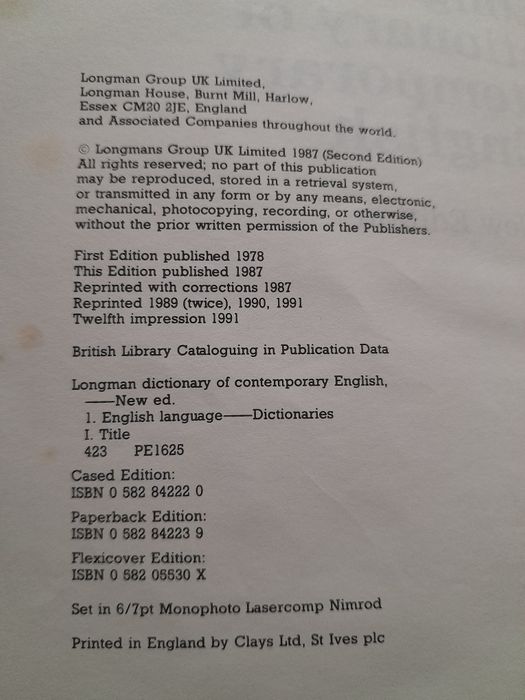 Longman Group UK Limited,
Longman House, Burnt Mill, Harlow,
Essex CM20 2JE, England
and Associated Companies throughout the world.
© Longmans Group UK Limited 1987 (Second Edition)
All rights reserved; no part of this publication
may be reproduced, stored in a retrieval system,
or transmitted in any form or by any means, electronic,
mechanical, photocopying, recording, or otherwise,
without the prior written permission of the Publishers.
First Edition published 1978
This Edition published 1987
Reprinted with corrections 1987
Reprinted 1989 (twice), 1990, 1991
Twelfth impression 1991
British Library Cataloguing in Publication Data
Longman dictionary of contemporary English,
——New ed.
1. English language——Dictionaries
I. Title
423 PE1625
Cased Edition:
ISBN 0 582 84222 0
Paperback Edition:
ISBN 0 582 84223 9
Flexicover Edition:
ISBN 0 582 05530 X
Set in 6/7pt Monophoto Lasercomp Nimrod
Printed in England by Clays Ltd, St Ives plc